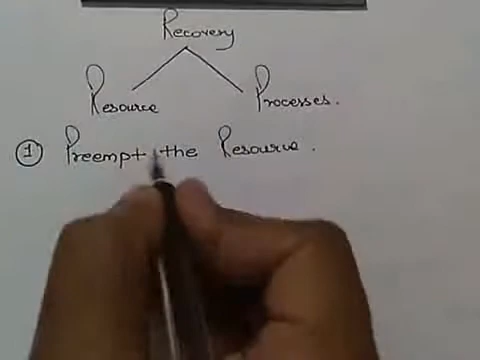 Recovery
Resource Processes.
① Preempt the Resource.